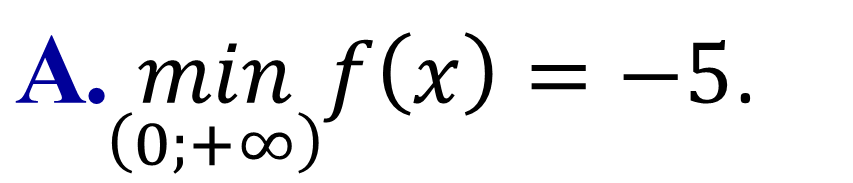 A. min f(x) = −5.
(0;+∞)